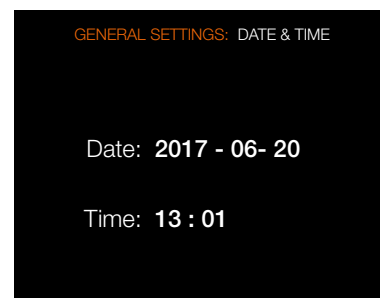 GENERAL SETTINGS: DATE & TIME
Date: 2017 - 06- 20
Time: 13 : 01